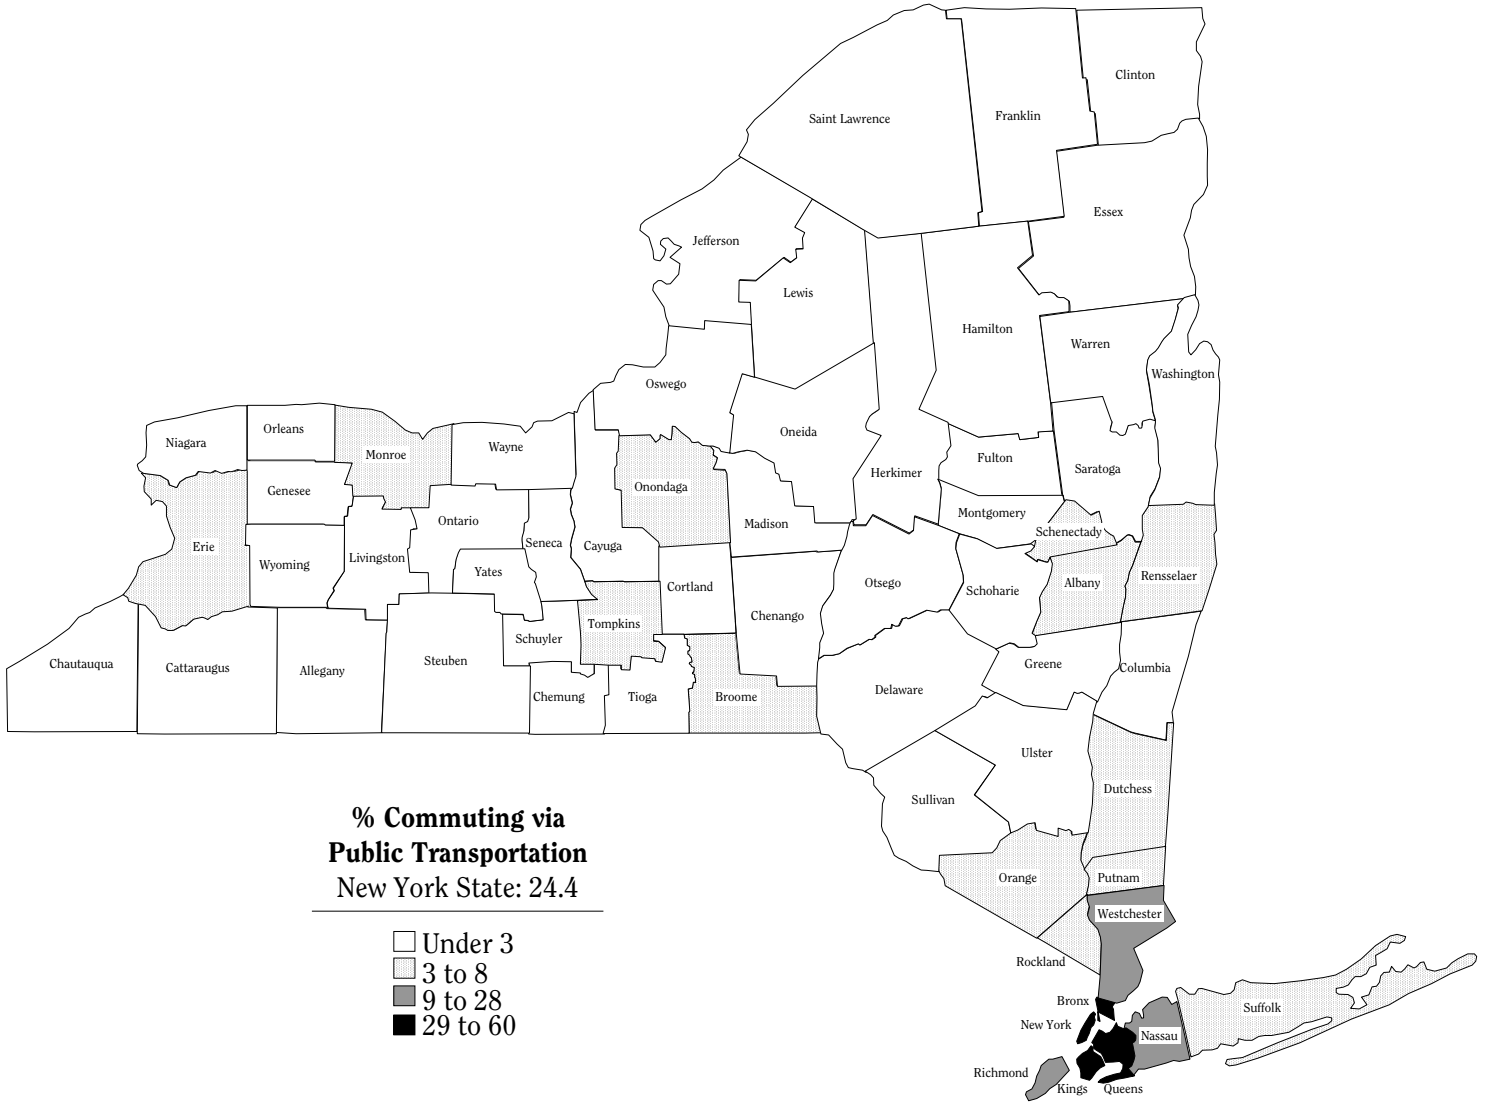 Clinton
Saint Lawrence
Franklin
Essex
Jefferson
Lewis
Hamilton
Warren
Washington
Oswego
Oneida
Niagara
Orleans
Monroe
Wayne
Fulton
Herkimer
Saratoga
Genesee
Onondaga
Montgomery
Ontario
Madison
Schenectady
Erie
Seneca
Cayuga
Wyoming
Livingston
Yates
Cortland
Otsego
Schoharie
Albany
Rensselaer
Chenango
Tompkins
Schuyler
Chautauqua
Cattaraugus
Allegany
Steuben
Greene
Columbia
Chemung
Tioga
Broome
Delaware
Ulster
Dutchess
Sullivan
% Commuting via
Public Transportation
New York State: 24.4
Under 3
3 to 8
9 to 28
29 to 60
Orange
Putnam
Westchester
Rockland
Bronx
Suffolk
New York
Nassau
Richmond
Kings
Queens